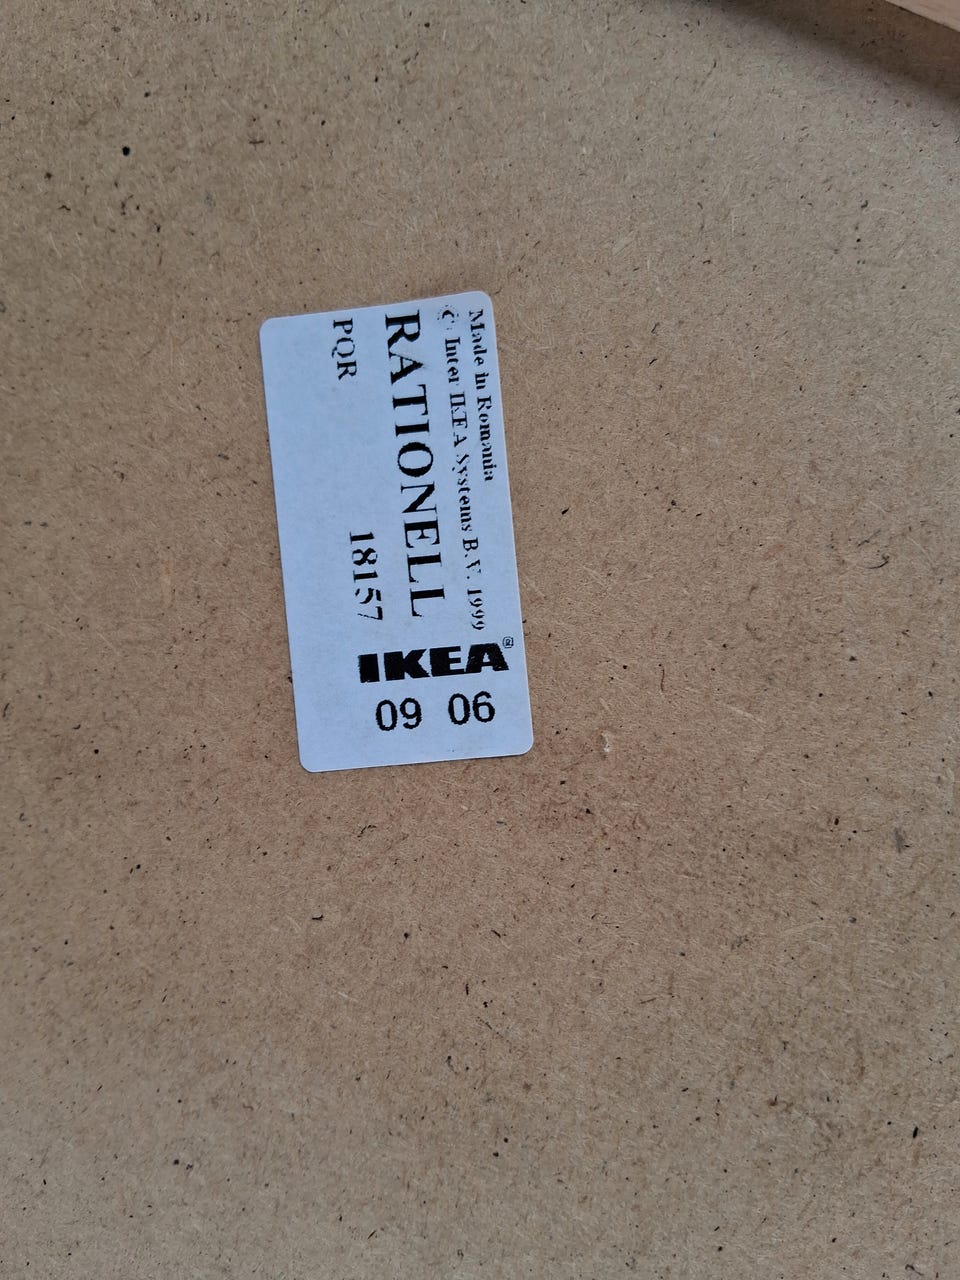 Made in Romania
© Inter IKEA Systems B.V. 1999
RATIONELL
PQR 18157
IKEA®
09 06